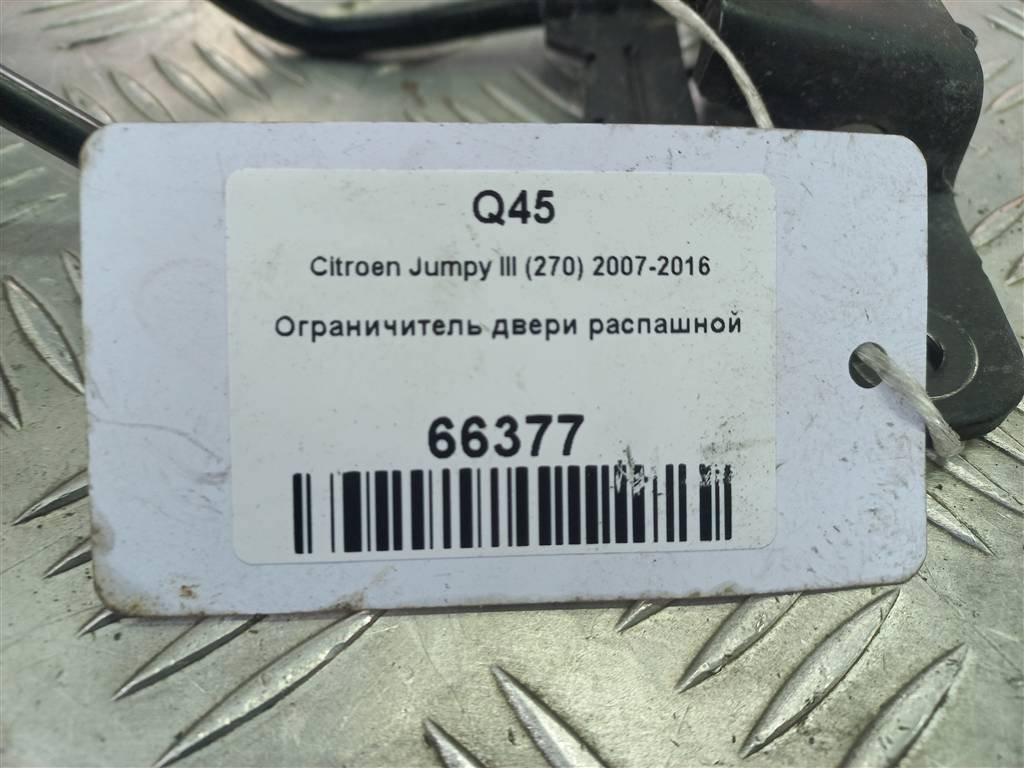 Q45
Citroen Jumpy III (270) 2007-2016
Ограничитель двери распашной
66377